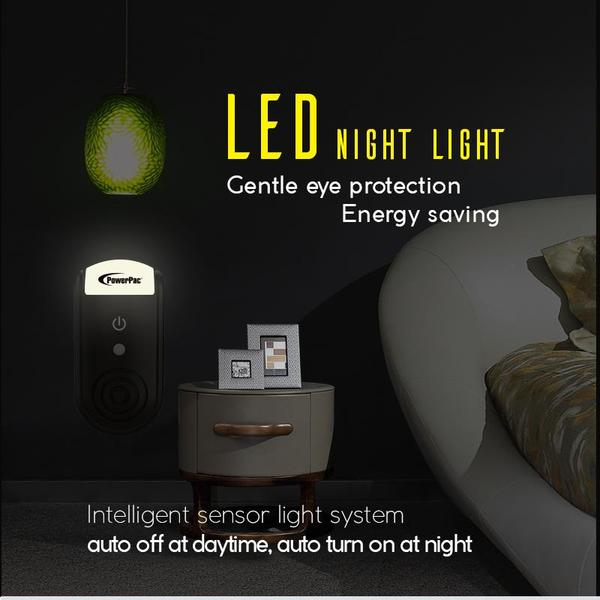 LED NIGHT LIGHT
Gentle eye protection
Energy saving
PowerPac
Intelligent sensor light system
auto off at daytime, auto turn on at night